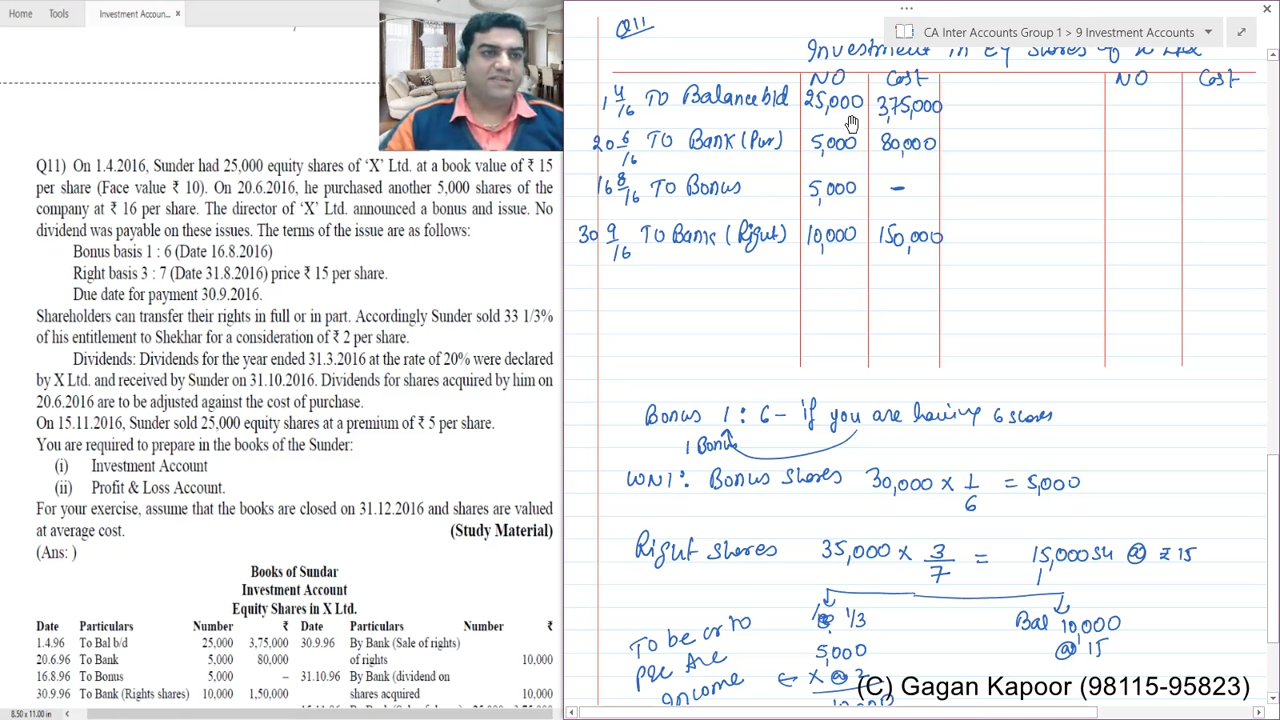 Home Tools Investment Accoun... ×
Q11) On 1.4.2016, Sunder had 25,000 equity shares of 'X' Ltd. at a book value of ₹ 15
per share (Face value ₹ 10). On 20.6.2016, he purchased another 5,000 shares of the
company at ₹ 16 per share. The director of 'X' Ltd. announced a bonus and issue. No
dividend was payable on these issues. The terms of the issue are as follows:
Bonus basis 1 : 6 (Date 16.8.2016)
Right basis 3 : 7 (Date 31.8.2016) price ₹ 15 per share.
Due date for payment 30.9.2016.
Shareholders can transfer their rights in full or in part. Accordingly Sunder sold 33 1/3%
of his entitlement to Shekhar for a consideration of ₹ 2 per share.
Dividends: Dividends for the year ended 31.3.2016 at the rate of 20% were declared
by X Ltd. and received by Sunder on 31.10.2016. Dividends for shares acquired by him on
20.6.2016 are to be adjusted against the cost of purchase.
On 15.11.2016, Sunder sold 25,000 equity shares at a premium of ₹ 5 per share.
You are required to prepare in the books of the Sunder:
(i) Investment Account
(ii) Profit & Loss Account.
For your exercise, assume that the books are closed on 31.12.2016 and shares are valued
at average cost. (Study Material)
(Ans: )
Books of Sundar
Investment Account
Equity Shares in X Ltd.
Date Particulars Number ₹ Date Particulars Number ₹
1.4.96 To Bal b/d 25,000 3,75,000 30.9.96 By Bank (Sale of rights)
20.6.96 To Bank 5,000 80,000 of rights) 10,000
16.8.96 To Bonus 5,000 – 31.10.96 By Bank (dividend on
30.9.96 To Bank (Rights shares) 10,000 1,50,000 shares acquired 10,000
8.50 x 11.00 in
Q11
CA Inter Accounts Group 1 > 9 Investment Accounts
Investment in Eq Shares of X Ltd
NO Cost NO Cost
1 4/16 TO Balance b/d 25,000 3,75,000
20 6/16 TO Bank (Pur) 5,000 80,000
16 8/16 TO Bonus 5,000 -
30 9/16 TO Bank (Right) 10,000 150,000
Bonus 1 : 6 - if you are having 6 shares
1 Bonus
WN1: Bonus Shares 30,000 × 1/6 = 5,000
Right Shares 35,000 × 3/7 = 15,000 Sh @ ₹ 15
1/3 Bal 10,000
To be cr to 5,000 @ 15
P&L Are
income × @ 2
(C) Gagan Kapoor (98115-95823)